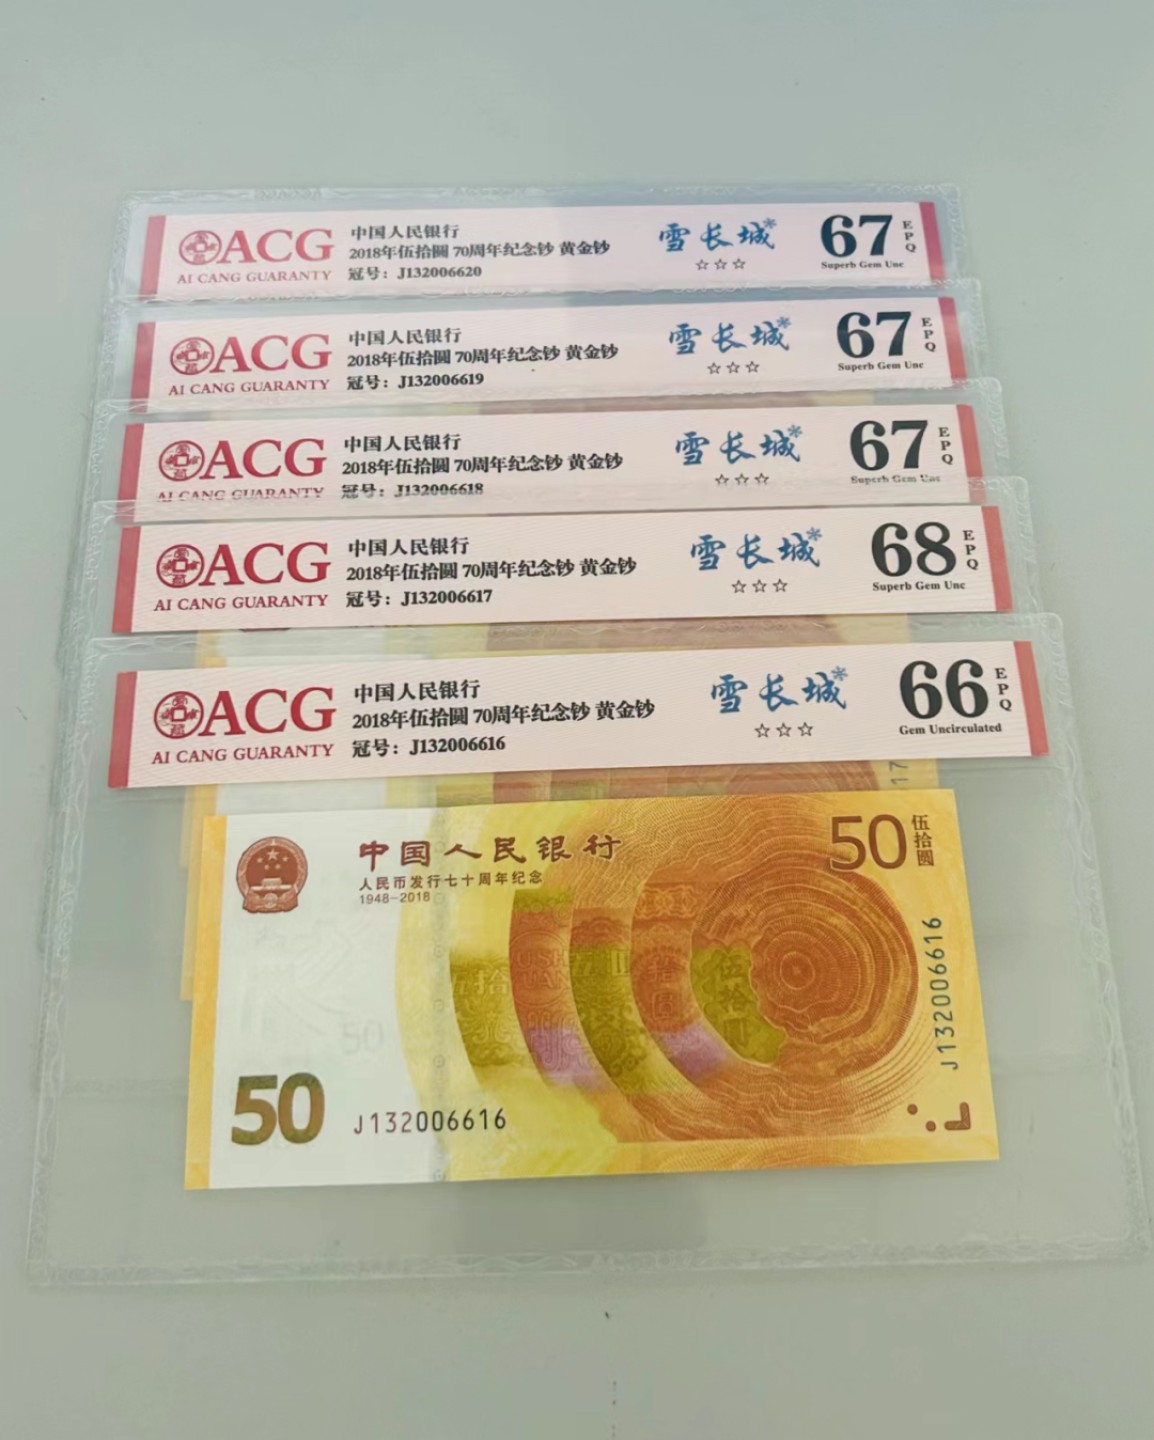 ACG
AI CANG GUARANTY
中国人民银行
2018年伍拾圆 70周年纪念钞 黄金钞
冠号：J132006620
雪长城*
☆☆☆
67
EPQ
Superb Gem Unc
ACG
AI CANG GUARANTY
中国人民银行
2018年伍拾圆 70周年纪念钞 黄金钞
冠号：J132006619
雪长城*
☆☆☆
67
EPQ
Superb Gem Unc
ACG
AI CANG GUARANTY
中国人民银行
2018年伍拾圆 70周年纪念钞 黄金钞
冠号：J132006618
雪长城*
☆☆☆
67
EPQ
Superb Gem Unc
ACG
AI CANG GUARANTY
中国人民银行
2018年伍拾圆 70周年纪念钞 黄金钞
冠号：J132006617
雪长城*
☆☆☆
68
EPQ
Superb Gem Unc
ACG
AI CANG GUARANTY
中国人民银行
2018年伍拾圆 70周年纪念钞 黄金钞
冠号：J132006616
雪长城*
☆☆☆
66
EPQ
Gem Uncirculated
17
中国人民银行
人民币发行七十周年纪念
1948-2018
50
伍拾圆
J132006616
伍拾圆
50
50
J132006616